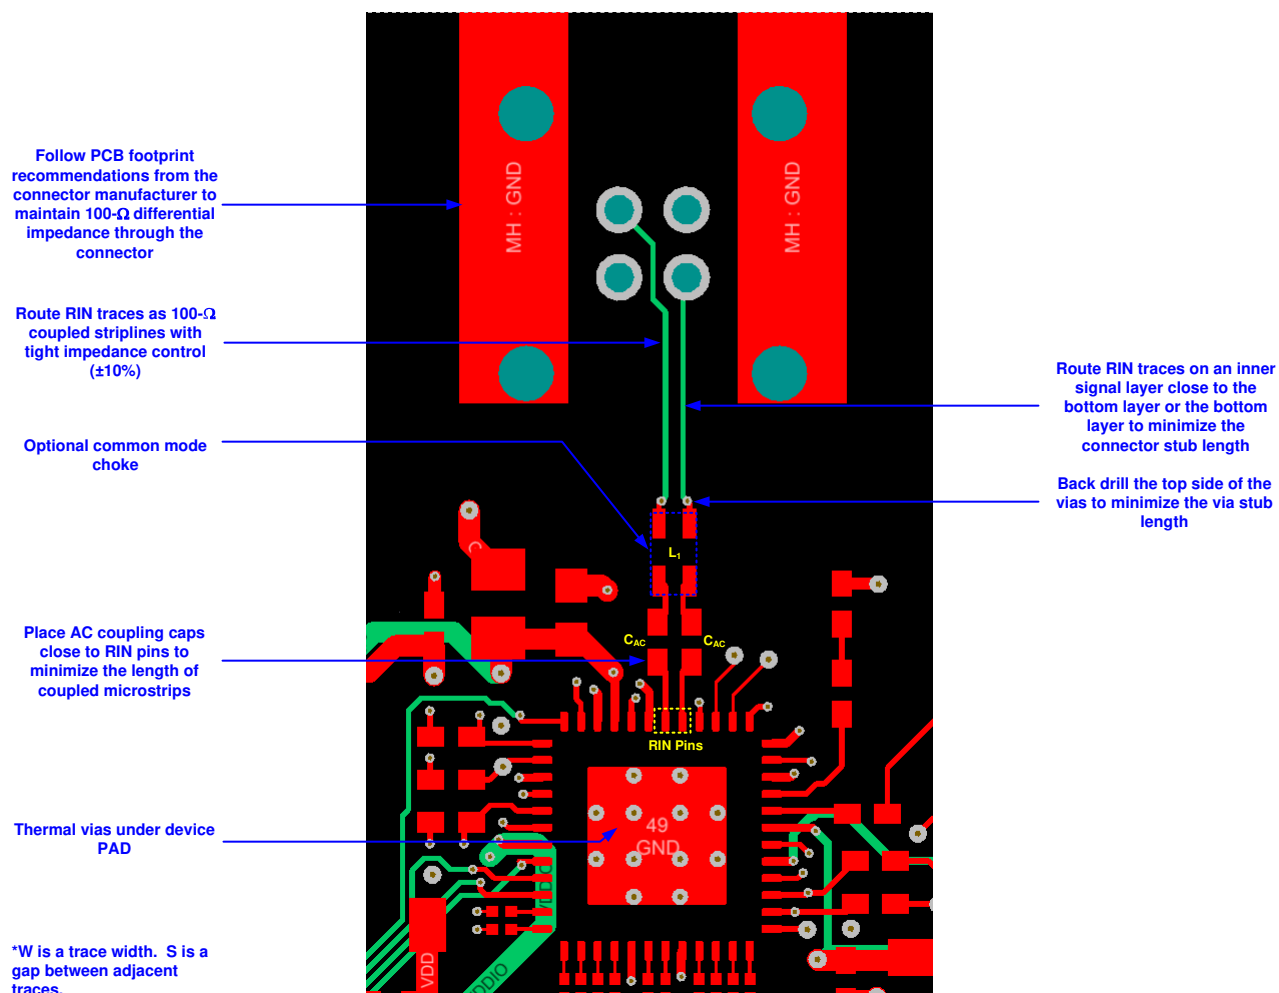 Follow PCB footprint
recommendations from the
connector manufacturer to
maintain 100-Ω differential
impedance through the
connector
MH : GND
MH : GND
Route RIN traces as 100-Ω
coupled striplines with
tight impedance control
(±10%)
Route RIN traces on an inner
signal layer close to the
bottom layer or the bottom
layer to minimize the
connector stub length
Optional common mode
choke
Back drill the top side of the
vias to minimize the via stub
length
L1
Place AC coupling caps
close to RIN pins to
minimize the length of
coupled microstrips
CAC
CAC
RIN Pins
Thermal vias under device
PAD
49
GND
*W is a trace width.  S is a
gap between adjacent
traces.
VDD